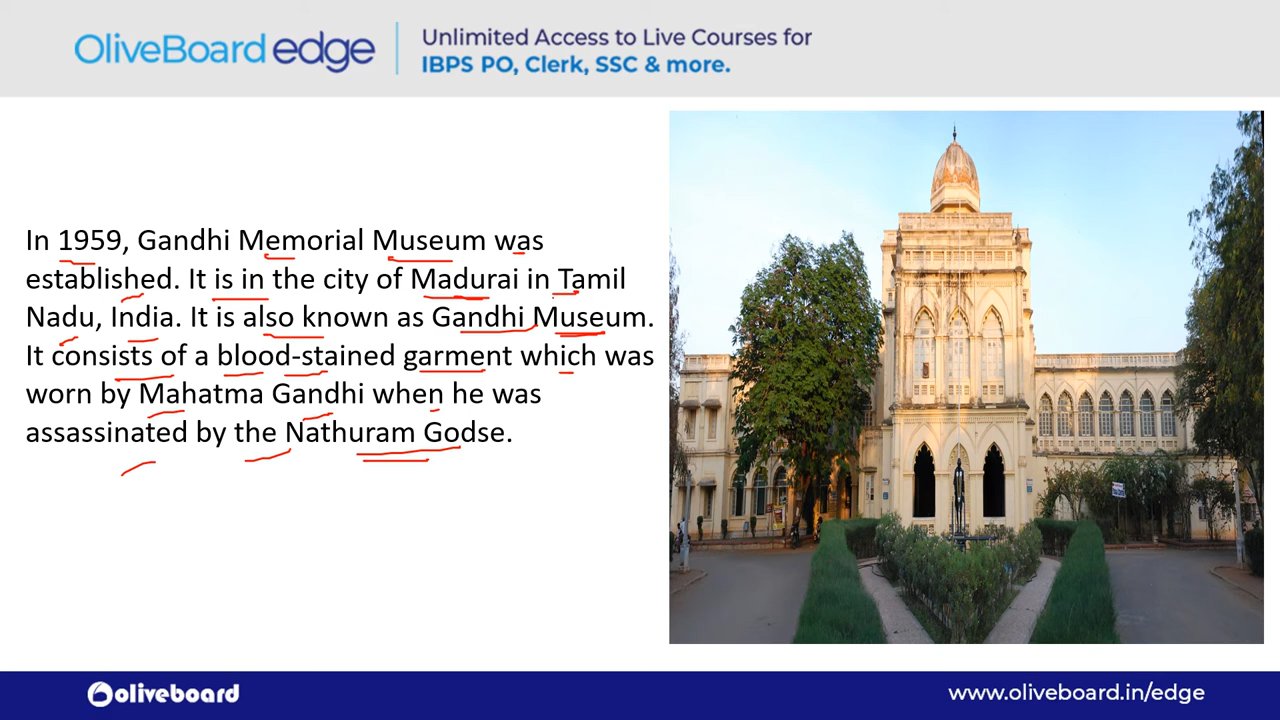 OliveBoard edge
Unlimited Access to Live Courses for
IBPS PO, Clerk, SSC & more.
In 1959, Gandhi Memorial Museum was
established. It is in the city of Madurai in Tamil
Nadu, India. It is also known as Gandhi Museum.
It consists of a blood-stained garment which was
worn by Mahatma Gandhi when he was
assassinated by the Nathuram Godse.
oliveboard
www.oliveboard.in/edge